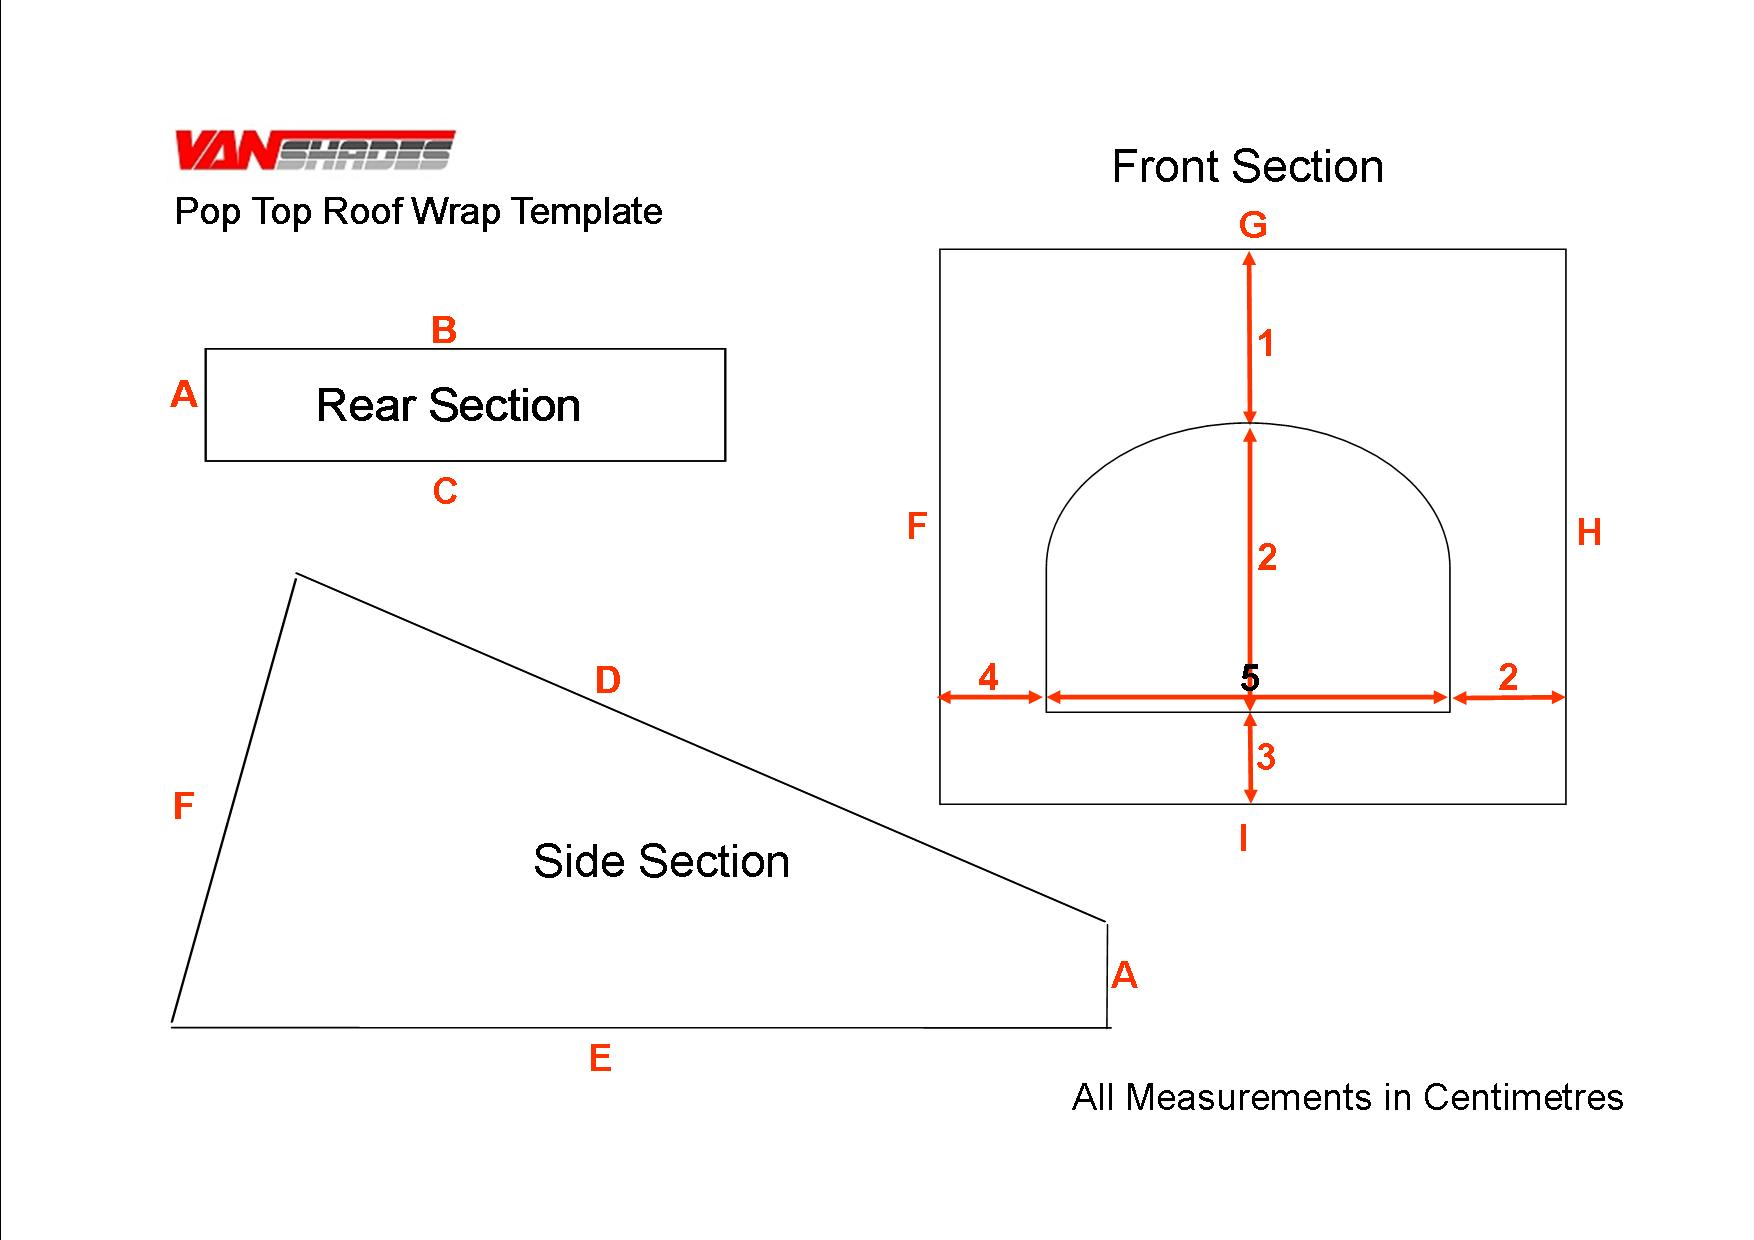 VANSHADES
Pop Top Roof Wrap Template
Front Section
G
1
B
A
Rear Section
C
F
H
2
D
4
5
2
3
F
I
Side Section
A
E
All Measurements in Centimetres